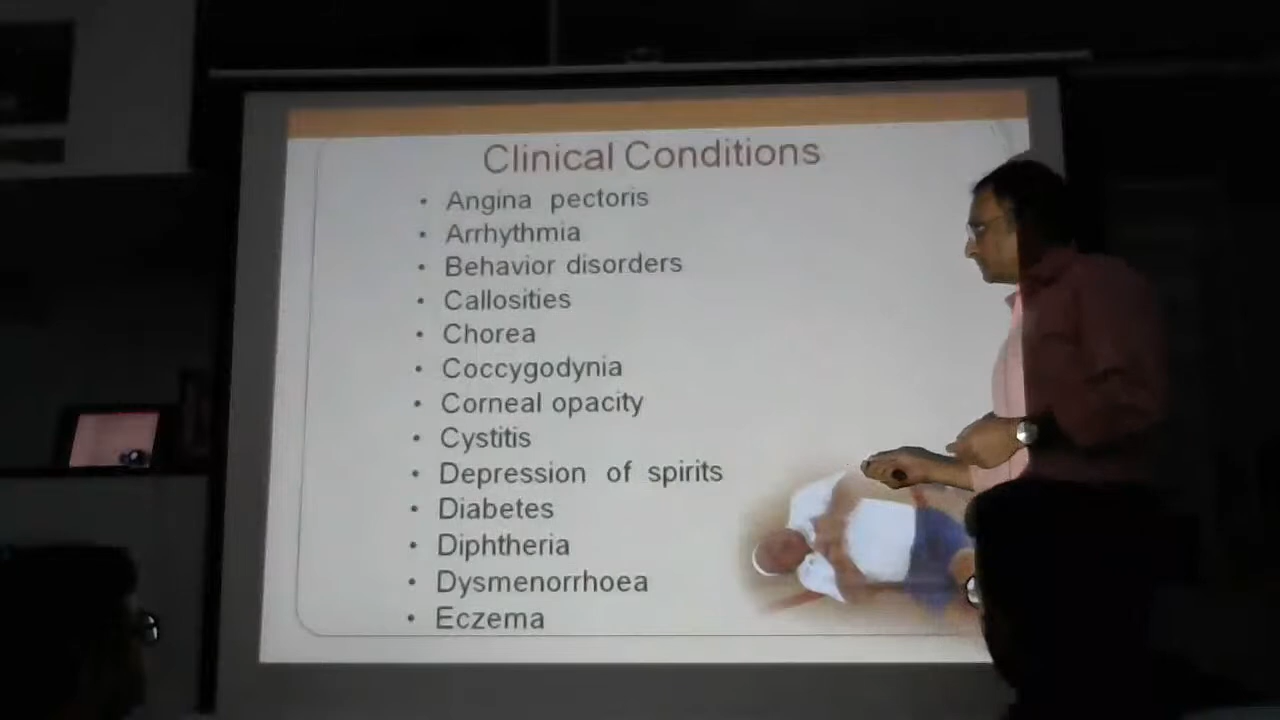 Clinical Conditions
• Angina pectoris
• Arrhythmia
• Behavior disorders
• Callosities
• Chorea
• Coccygodynia
• Corneal opacity
• Cystitis
• Depression of spirits
• Diabetes
• Diphtheria
• Dysmenorrhoea
• Eczema